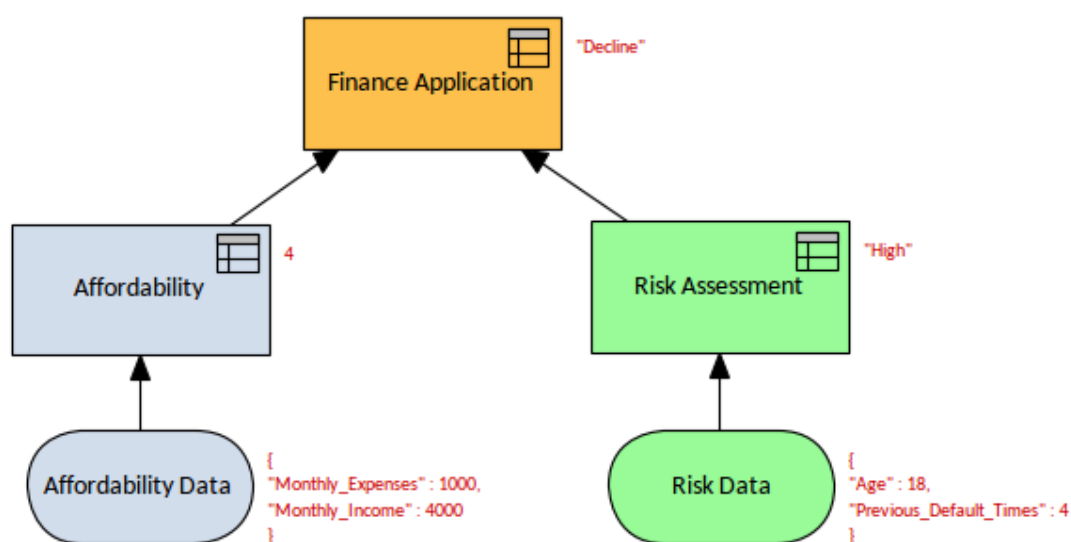 Finance Application
"Decline"
Affordability
4
Risk Assessment
"High"
Affordability Data
{
"Monthly_Expenses" : 1000,
"Monthly_Income" : 4000
}
Risk Data
{
"Age" : 18,
"Previous_Default_Times" : 4
}